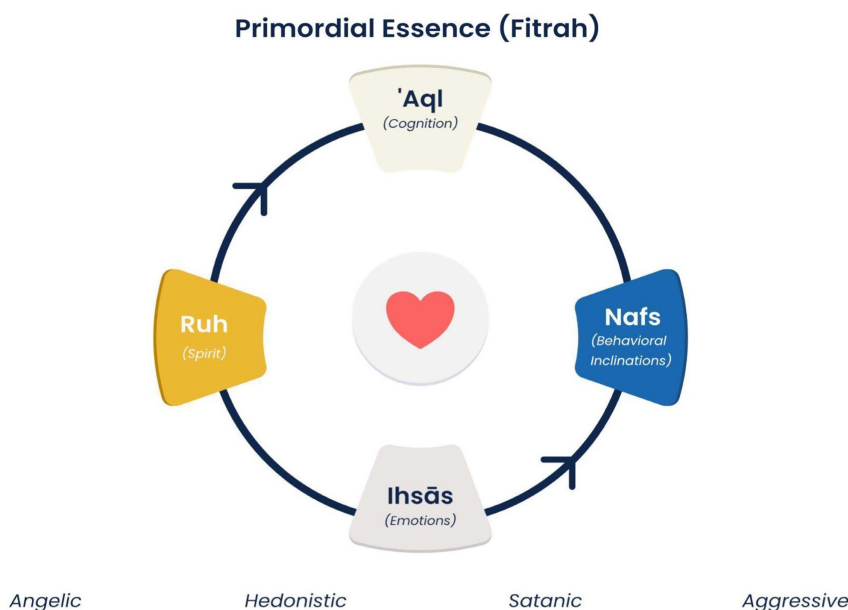 Primordial Essence (Fitrah)
'Aql
(Cognition)
Ruh
(Spirit)
Nafs
(Behavioral
Inclinations)
Ihsās
(Emotions)
Angelic Hedonistic Satanic Aggressive